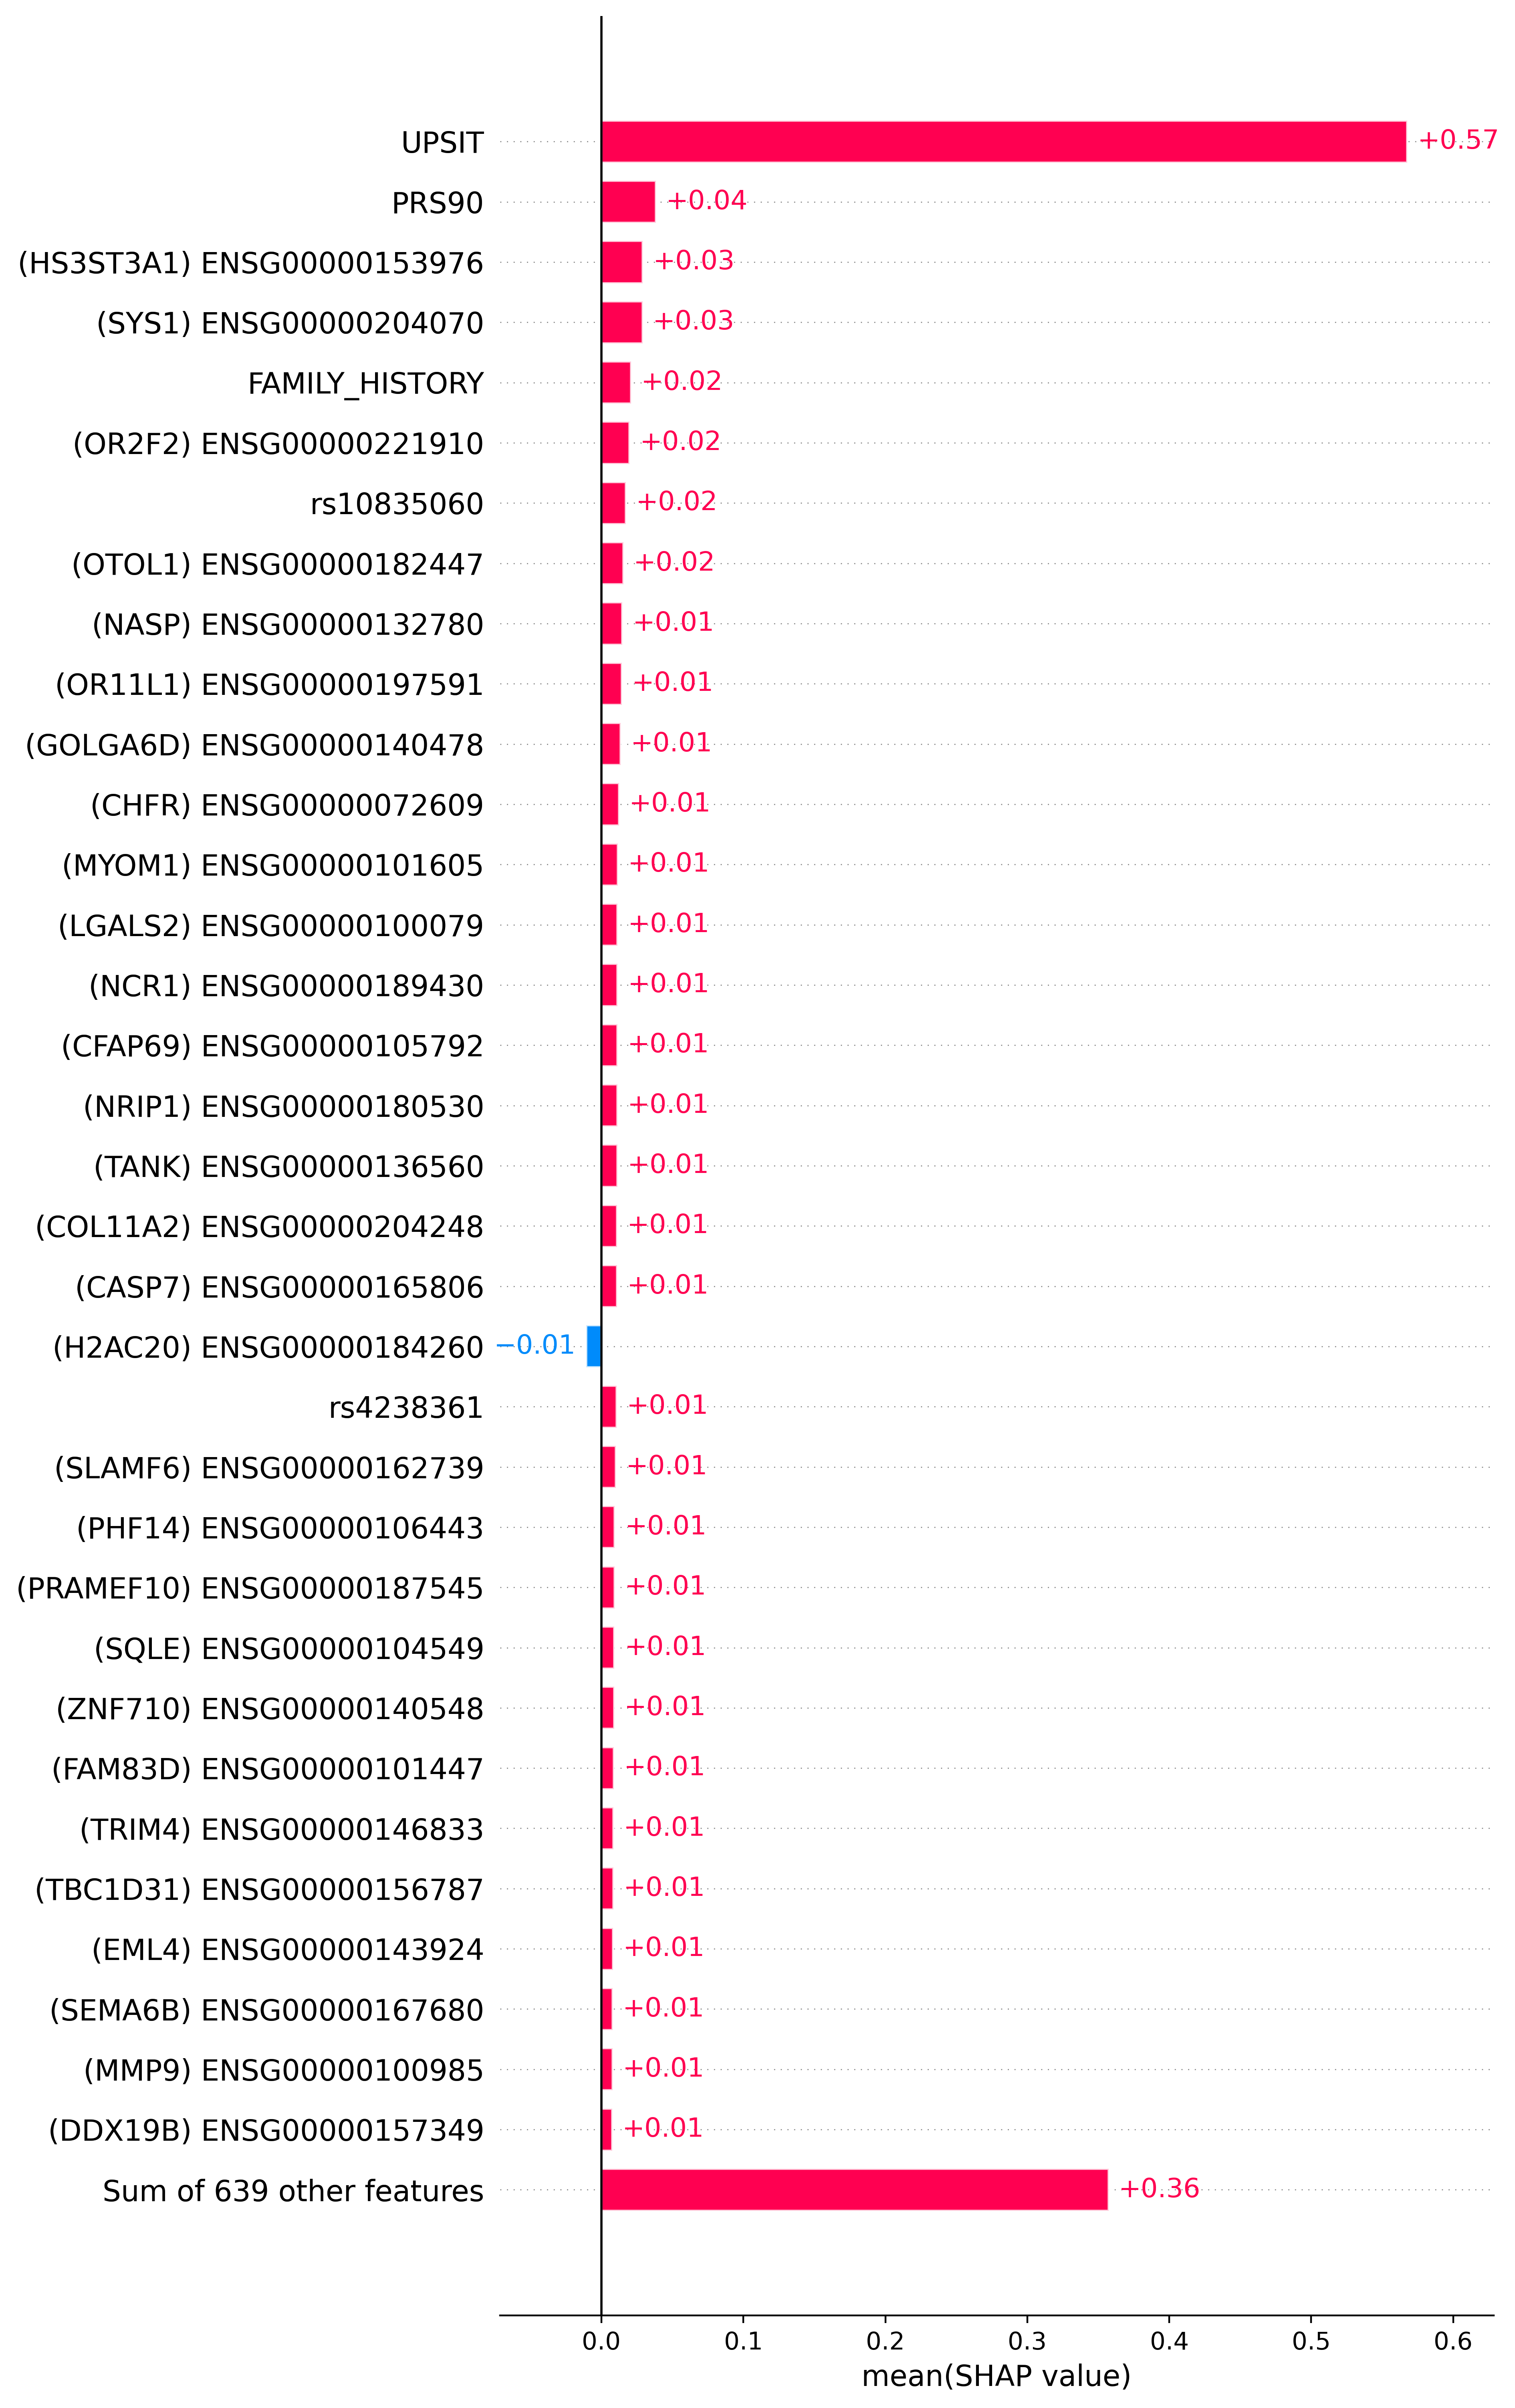 UPSIT +0.57
PRS90 +0.04
(HS3ST3A1) ENSG00000153976 +0.03
(SYS1) ENSG00000204070 +0.03
FAMILY_HISTORY +0.02
(OR2F2) ENSG00000221910 +0.02
rs10835060 +0.02
(OTOL1) ENSG00000182447 +0.02
(NASP) ENSG00000132780 +0.01
(OR11L1) ENSG00000197591 +0.01
(GOLGA6D) ENSG00000140478 +0.01
(CHFR) ENSG00000072609 +0.01
(MYOM1) ENSG00000101605 +0.01
(LGALS2) ENSG00000100079 +0.01
(NCR1) ENSG00000189430 +0.01
(CFAP69) ENSG00000105792 +0.01
(NRIP1) ENSG00000180530 +0.01
(TANK) ENSG00000136560 +0.01
(COL11A2) ENSG00000204248 +0.01
(CASP7) ENSG00000165806 +0.01
(H2AC20) ENSG00000184260 −0.01
rs4238361 +0.01
(SLAMF6) ENSG00000162739 +0.01
(PHF14) ENSG00000106443 +0.01
(PRAMEF10) ENSG00000187545 +0.01
(SQLE) ENSG00000104549 +0.01
(ZNF710) ENSG00000140548 +0.01
(FAM83D) ENSG00000101447 +0.01
(TRIM4) ENSG00000146833 +0.01
(TBC1D31) ENSG00000156787 +0.01
(EML4) ENSG00000143924 +0.01
(SEMA6B) ENSG00000167680 +0.01
(MMP9) ENSG00000100985 +0.01
(DDX19B) ENSG00000157349 +0.01
Sum of 639 other features +0.36
0.0 0.1 0.2 0.3 0.4 0.5 0.6
mean(SHAP value)